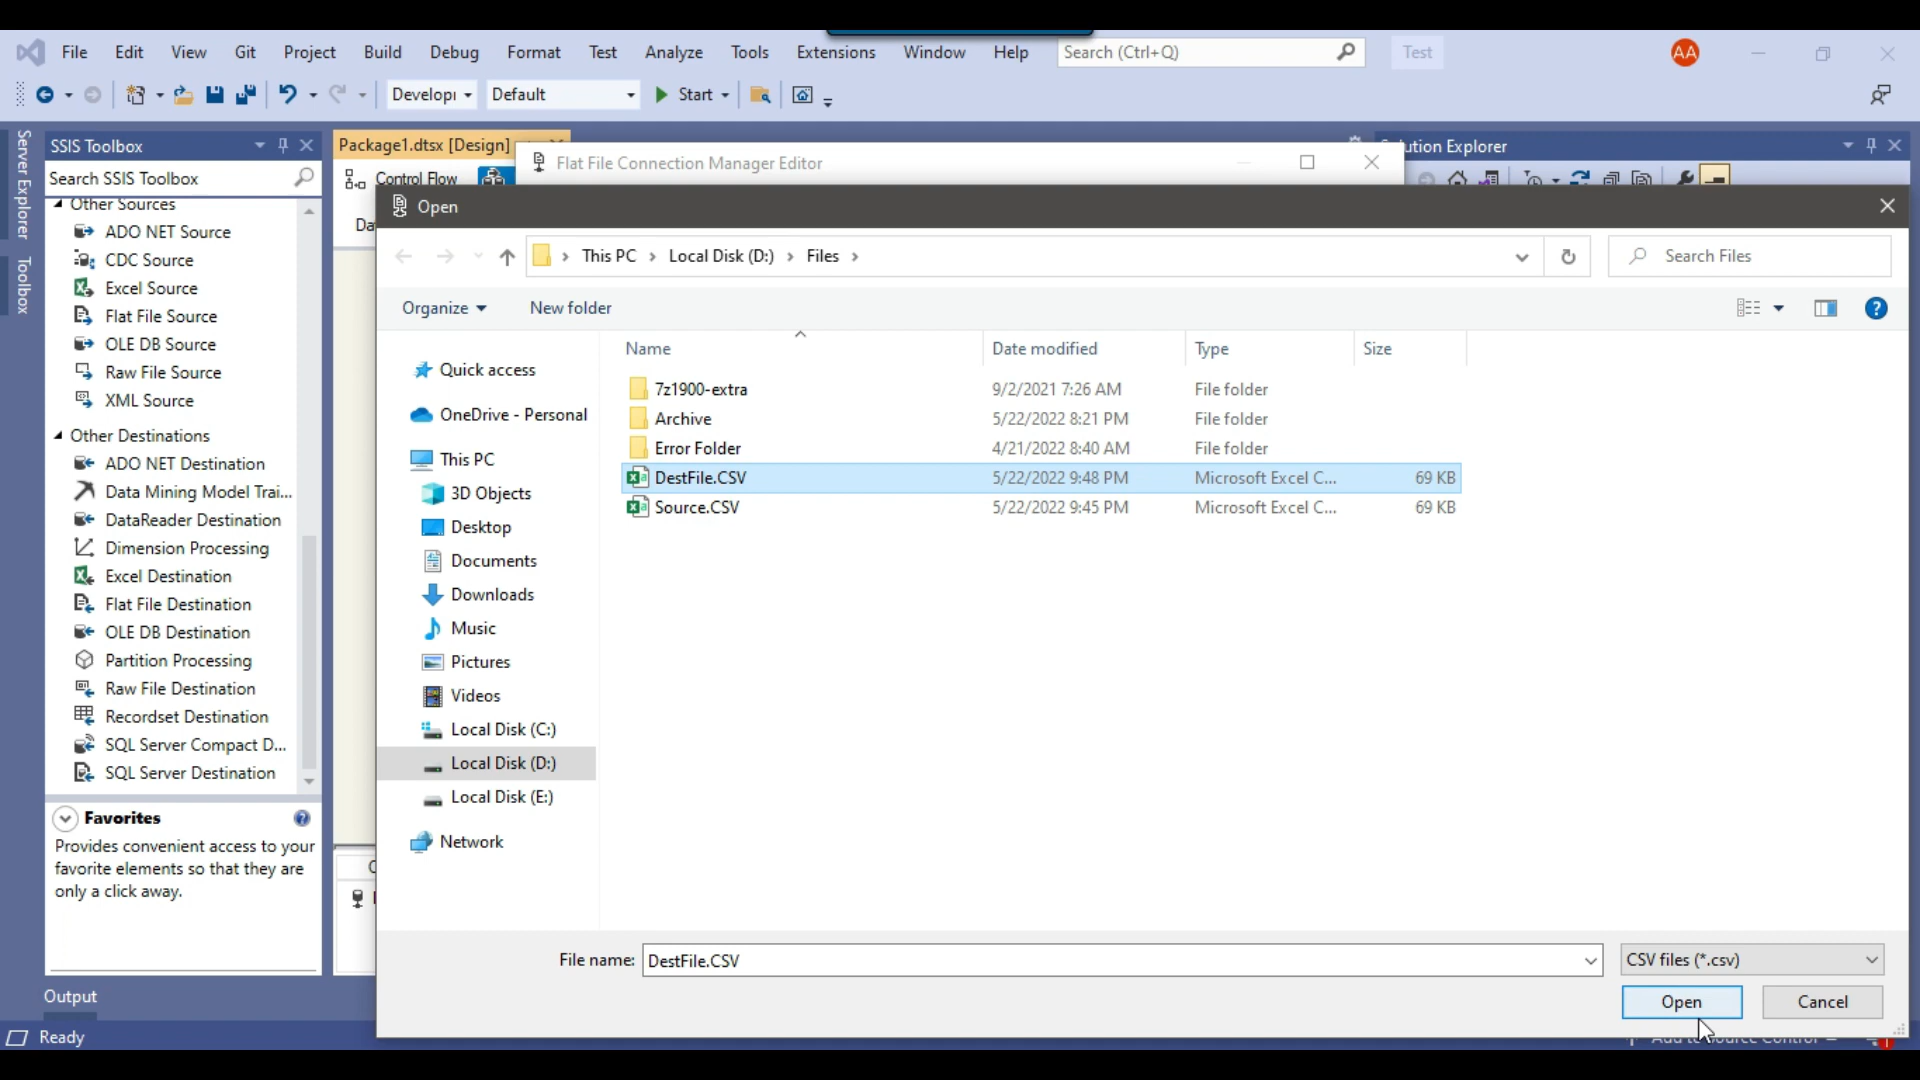 File Edit View Git Project Build Debug Format Test Analyze Tools Extensions Window Help Search (Ctrl+Q) Test AA
Default Start
Server Explorer
Toolbox
SSIS Toolbox
Search SSIS Toolbox
Other Sources
ADO NET Source
CDC Source
Excel Source
Flat File Source
OLE DB Source
Raw File Source
XML Source
Other Destinations
ADO NET Destination
Data Mining Model Trai...
DataReader Destination
Dimension Processing
Excel Destination
Flat File Destination
OLE DB Destination
Partition Processing
Raw File Destination
Recordset Destination
SQL Server Compact D...
SQL Server Destination
Favorites
Provides convenient access to your
favorite elements so that they are
only a click away.
Package1.dtsx [Design]
Control Flow
Flat File Connection Manager Editor
Explorer
Open
This PC > Local Disk (D:) > Files >
Search Files
Organize New folder
Quick access
OneDrive - Personal
This PC
3D Objects
Desktop
Documents
Downloads
Music
Pictures
Videos
Local Disk (C:)
Local Disk (D:)
Local Disk (E:)
Network
Name Date modified Type Size
7z1900-extra 9/2/2021 7:26 AM File folder
Archive 5/22/2022 8:21 PM File folder
Error Folder 4/21/2022 8:40 AM File folder
DestFile.CSV 5/22/2022 9:48 PM Microsoft Excel C... 69 KB
Source.CSV 5/22/2022 9:45 PM Microsoft Excel C... 69 KB
File name: DestFile.CSV CSV files (*.csv)
Open Cancel
Output
Ready